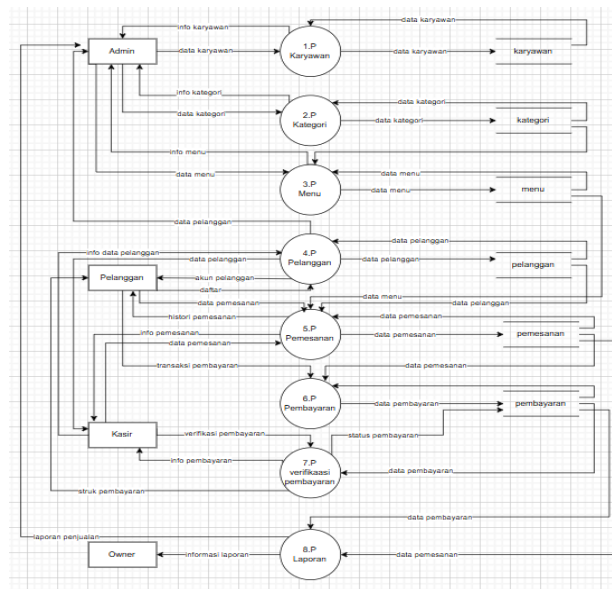 info karyawan
data karyawan
Admin
data karyawan
1.P
Karyawan
data karyawan
karyawan
info kategori
data kategori
data kategori
2.P
Kategori
data kategori
kategori
info menu
data menu
3.P
Menu
data menu
data menu
menu
data pelanggan
info data pelanggan
data pelanggan
4.P
Pelanggan
data pelanggan
data pelanggan
pelanggan
Pelanggan
akun pelanggan
daftar
data pemesanan
data menu
data pelanggan
histori pemesanan
info pemesanan
data pemesanan
5.P
Pemesanan
data pemesanan
data pemesanan
pemesanan
transaksi pembayaran
data pemesanan
6.P
Pembayaran
data pembayaran
pembayaran
Kasir
verifikasi pembayaran
status pembayaran
info pembayaran
7.P
verifikaasi
pembayaran
data pembayaran
struk pembayaran
data pembayaran
laporan penjualan
Owner
informasi laporan
8.P
Laporan
data pemesanan